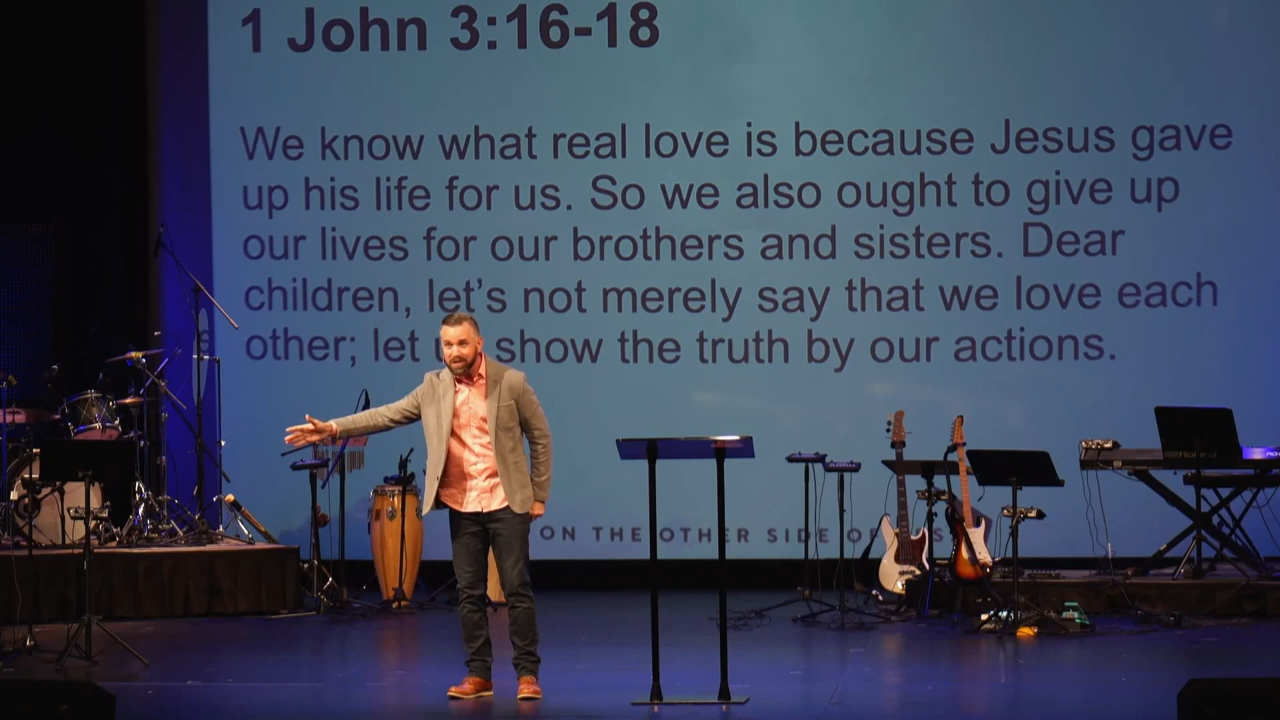 1 John 3:16-18
We know what real love is because Jesus gave
up his life for us. So we also ought to give up
our lives for our brothers and sisters. Dear
children, let’s not merely say that we love each
other; let show the truth by our actions.
ON THE OTHER SIDE